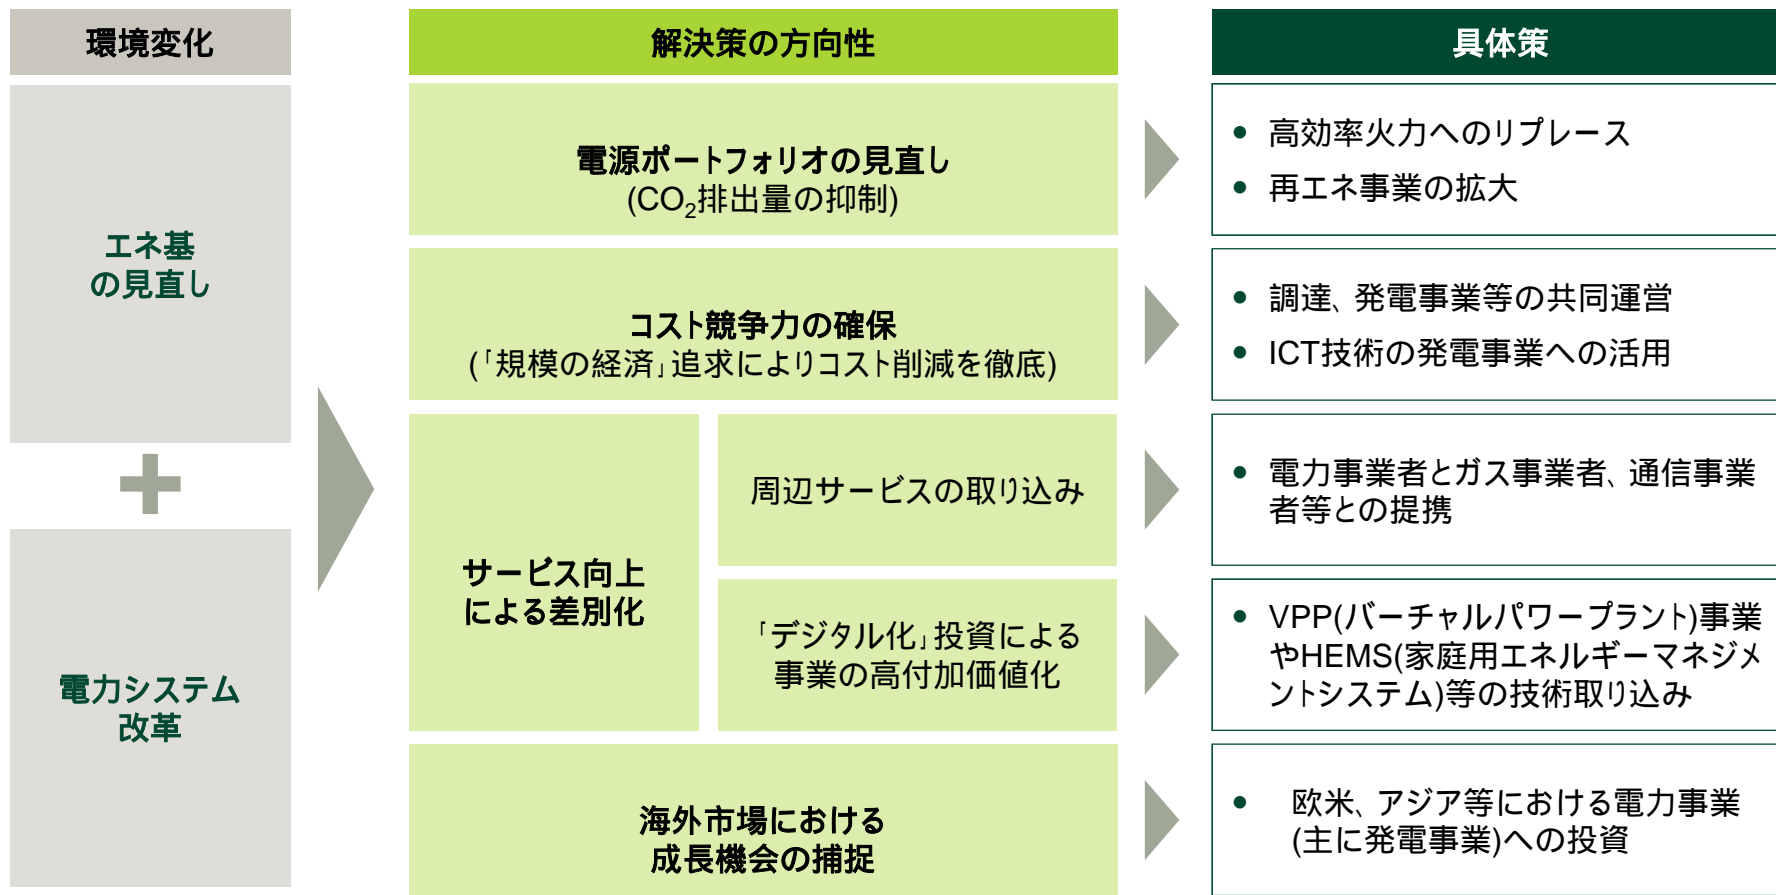 環境変化
解決策の方向性
具体策
エネ基
の見直し
電力システム
改革
電源ポートフォリオの見直し
(CO₂排出量の抑制)
• 高効率火力へのリプレース
• 再エネ事業の拡大
コスト競争力の確保
(「規模の経済」追求によりコスト削減を徹底)
• 調達、発電事業等の共同運営
• ICT技術の発電事業への活用
サービス向上
による差別化
周辺サービスの取り込み
• 電力事業者とガス事業者、通信事業
者等との提携
「デジタル化」投資による
事業の高付加価値化
• VPP(バーチャルパワープラント)事業
やHEMS(家庭用エネルギーマネジメ
ントシステム)等の技術取り込み
海外市場における
成長機会の捕捉
• 欧米、アジア等における電力事業
(主に発電事業)への投資